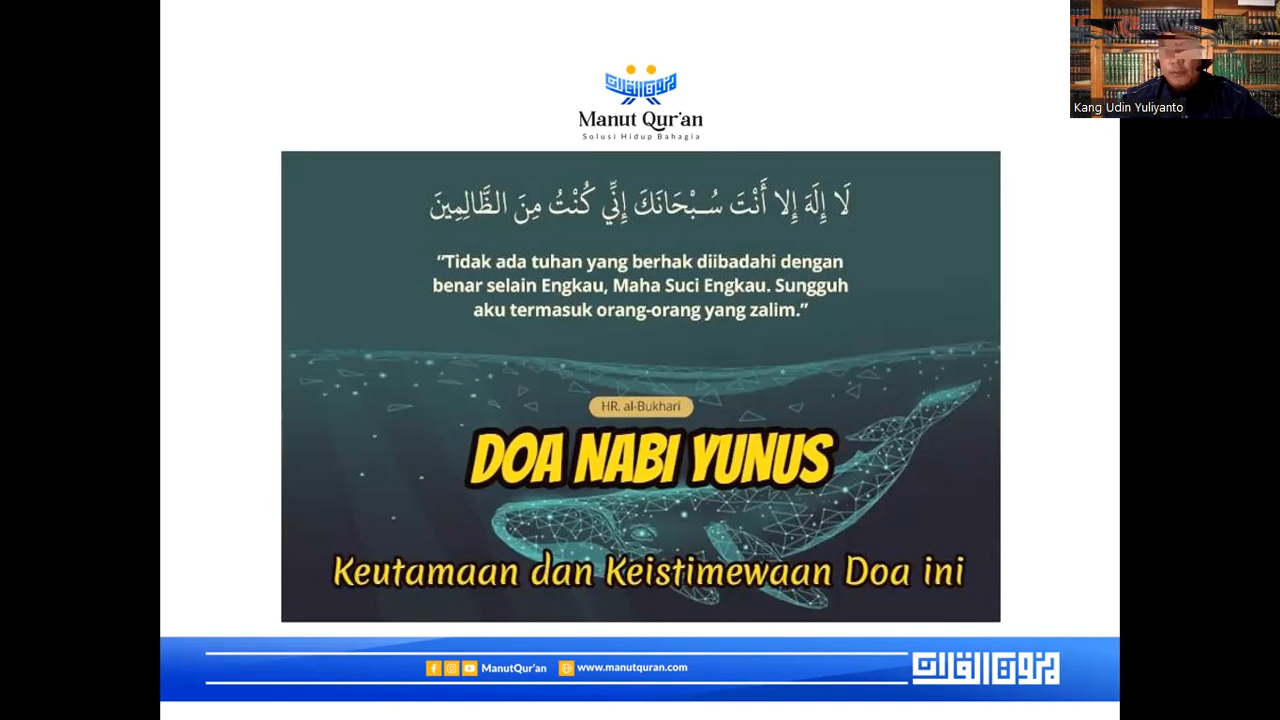 Manut Qur'an
Solusi Hidup Bahagia
Kang Udin Yuliyanto
لَا إِلَهَ إِلا أَنْتَ سُبْحَانَكَ إِنِّي كُنْتُ مِنَ الظَّالِمِينَ
“Tidak ada tuhan yang berhak diibadahi dengan
benar selain Engkau, Maha Suci Engkau. Sungguh
aku termasuk orang-orang yang zalim.”
HR. al-Bukhari
DOA NABI YUNUS
Keutamaan dan Keistimewaan Doa ini
ManutQur'an www.manutquran.com